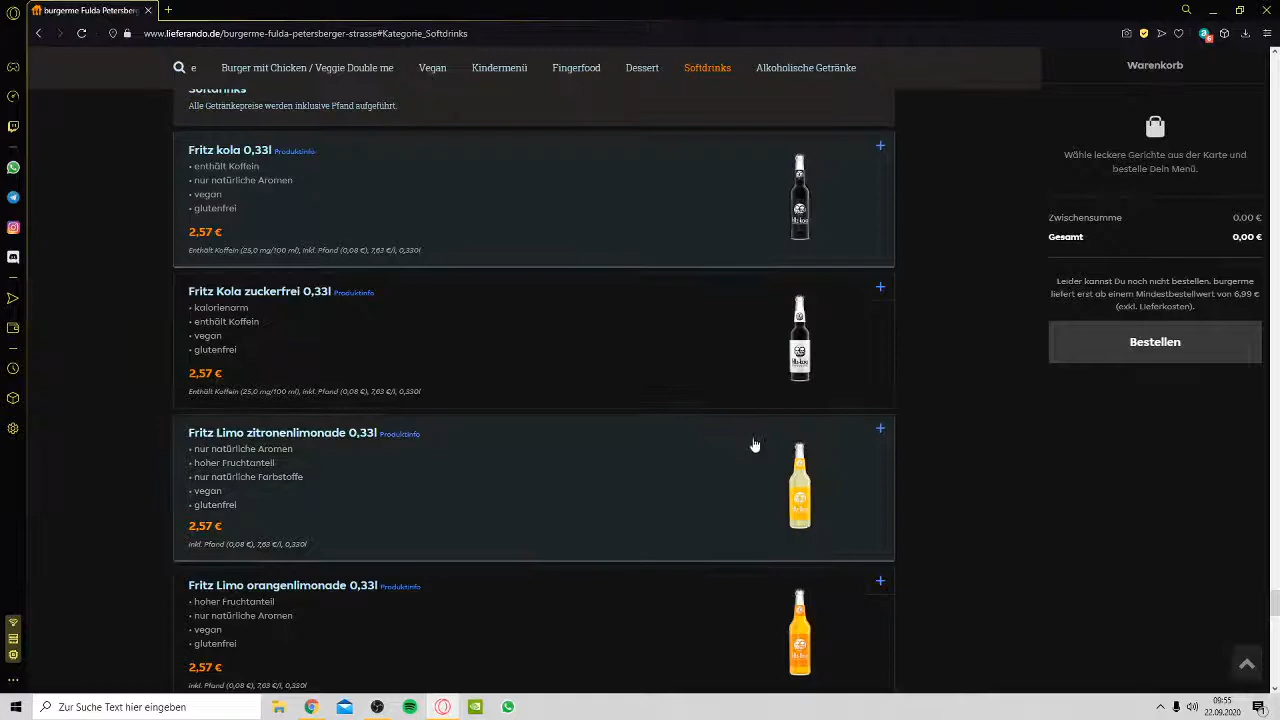 burgerme Fulda Petersberg
www.lieferando.de/burgerme-fulda-petersberger-strasse#Kategorie_Softdrinks
e
Burger mit Chicken / Veggie Double me
Vegan
Kindermenü
Fingerfood
Dessert
Softdrinks
Alkoholische Getränke
Warenkorb
Softdrinks
Alle Getränkepreise werden inklusive Pfand aufgeführt.
Fritz kola 0,33l Produktinfo
• enthält Koffein
• nur natürliche Aromen
• vegan
• glutenfrei
2,57 €
Enthält Koffein (25,0 mg/100 ml), inkl. Pfand (0,08 €), 7,63 €/l, 0,330l
Fritz Kola zuckerfrei 0,33l Produktinfo
• kalorienarm
• enthält Koffein
• vegan
• glutenfrei
2,57 €
Enthält Koffein (25,0 mg/100 ml), inkl. Pfand (0,08 €), 7,63 €/l, 0,330l
Fritz Limo zitronenlimonade 0,33l Produktinfo
• nur natürliche Aromen
• hoher Fruchtanteil
• nur natürliche Farbstoffe
• vegan
• glutenfrei
2,57 €
inkl. Pfand (0,08 €), 7,63 €/l, 0,330l
Fritz Limo orangenlimonade 0,33l Produktinfo
• hoher Fruchtanteil
• nur natürliche Aromen
• vegan
• glutenfrei
2,57 €
inkl. Pfand (0,08 €), 7,63 €/l, 0,330l
Wähle leckere Gerichte aus der Karte und
bestelle Dein Menü.
Zwischensumme 0,00 €
Gesamt 0,00 €
Leider kannst Du noch nicht bestellen. burgerme
liefert erst ab einem Mindestbestellwert von 6,99 €
(exkl. Lieferkosten).
Bestellen
Zur Suche Text hier eingeben
09:55
22.09.2020